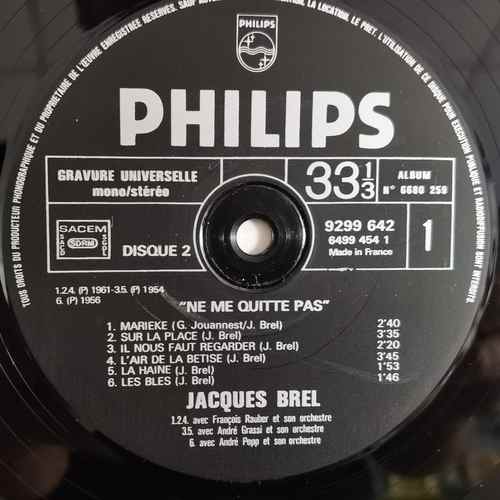 TOUS DROITS DU PRODUCTEUR PHONOGRAPHIQUE ET DU PROPRIETAIRE DE L'ŒUVRE ENREGISTREE RESERVES. SAUF
LOCATION, LE PRET, L'UTILISATION DE CE DISQUE POUR EXECUTION PUBLIQUE ET RADIODIFFUSION SONT INTERDITS.
PHILIPS
PHILIPS
GRAVURE UNIVERSELLE
mono/stéréo
33 1/3
ALBUM
N° 6680 259
SACEM
SACD
SDRM
SGDL
DISQUE 2
9299 642
6499 454 1
Made in France
1
1.2.4. (P) 1961-3.5. (P) 1954
6. (P) 1956
"NE ME QUITTE PAS"
1. MARIEKE (G. Jouannest/J. Brel) 2'40
2. SUR LA PLACE (J. Brel) 3'35
3. IL NOUS FAUT REGARDER (J. Brel) 2'20
4. L'AIR DE LA BETISE (J. Brel) 3'45
5. LA HAINE (J. Brel) 1'53
6. LES BLES (J. Brel) 1'46
JACQUES BREL
1.2.4. avec François Rauber et son orchestre
3.5. avec André Grassi et son orchestre
6. avec André Popp et son orchestre